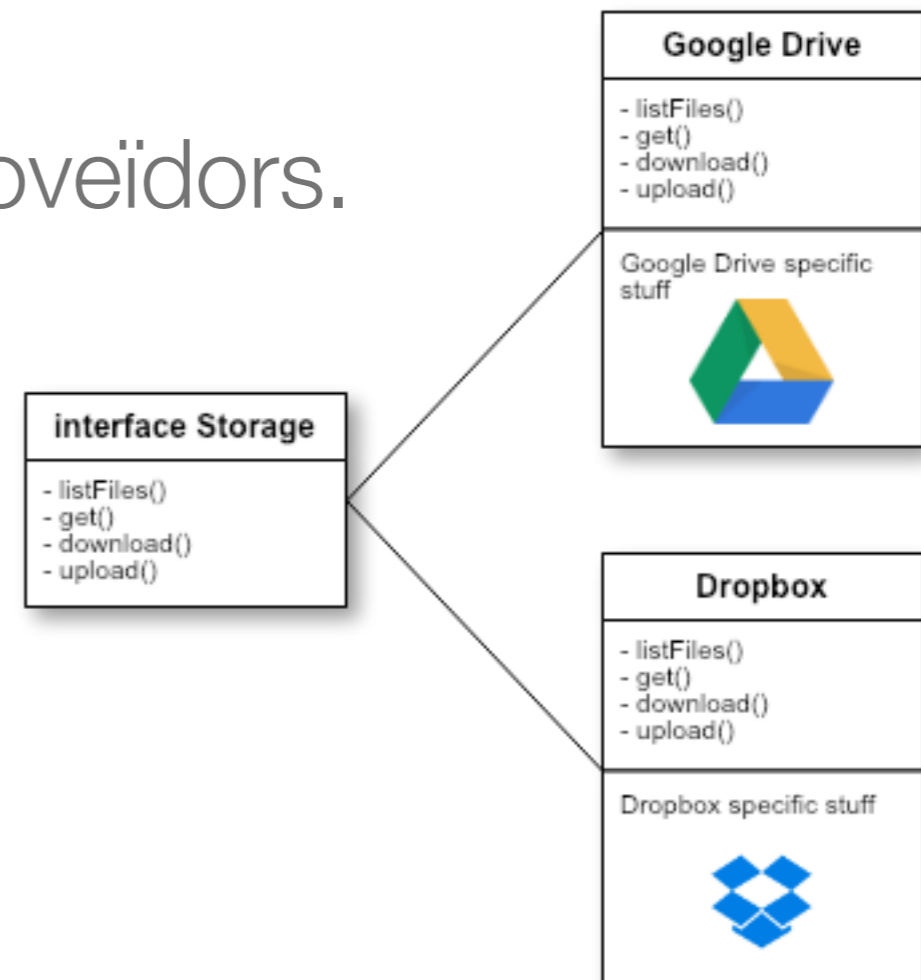 oveïdors.
interface Storage
- listFiles()
- get()
- download()
- upload()
Google Drive
- listFiles()
- get()
- download()
- upload()
Google Drive specific
stuff
Dropbox
- listFiles()
- get()
- download()
- upload()
Dropbox specific stuff